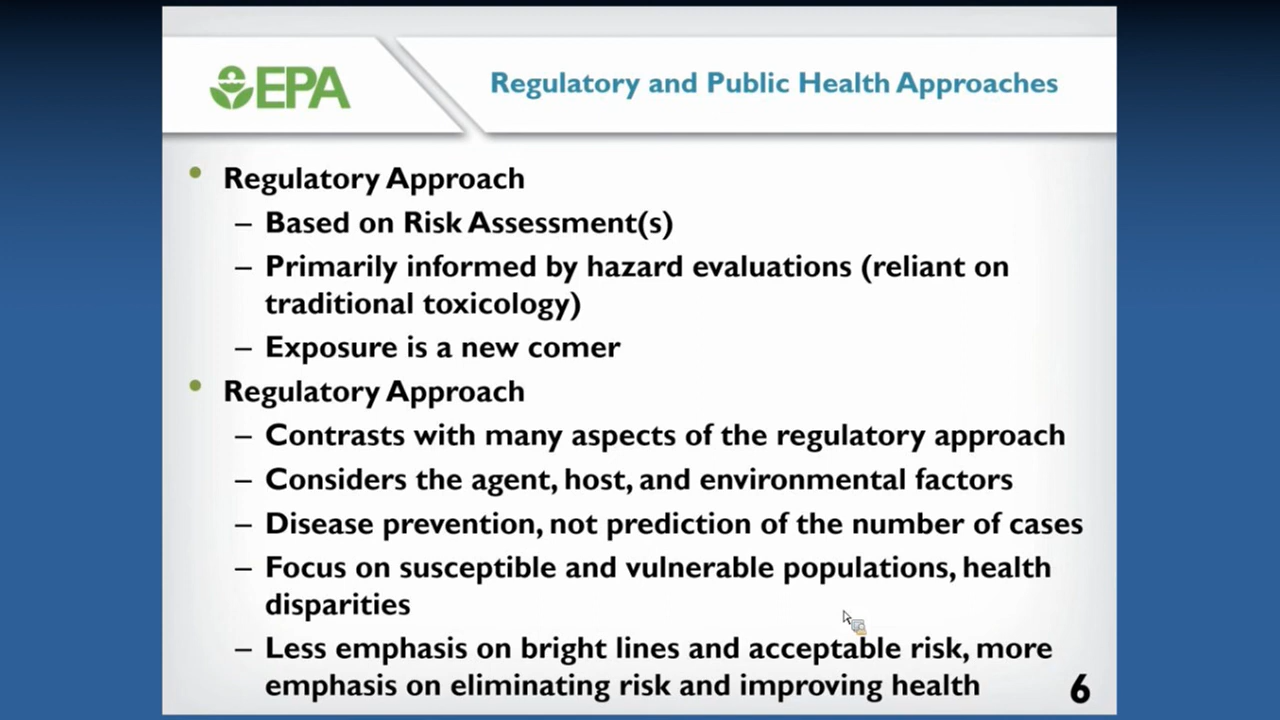 EPA
Regulatory and Public Health Approaches
• Regulatory Approach
– Based on Risk Assessment(s)
– Primarily informed by hazard evaluations (reliant on
traditional toxicology)
– Exposure is a new comer
• Regulatory Approach
– Contrasts with many aspects of the regulatory approach
– Considers the agent, host, and environmental factors
– Disease prevention, not prediction of the number of cases
– Focus on susceptible and vulnerable populations, health
disparities
– Less emphasis on bright lines and acceptable risk, more
emphasis on eliminating risk and improving health
6